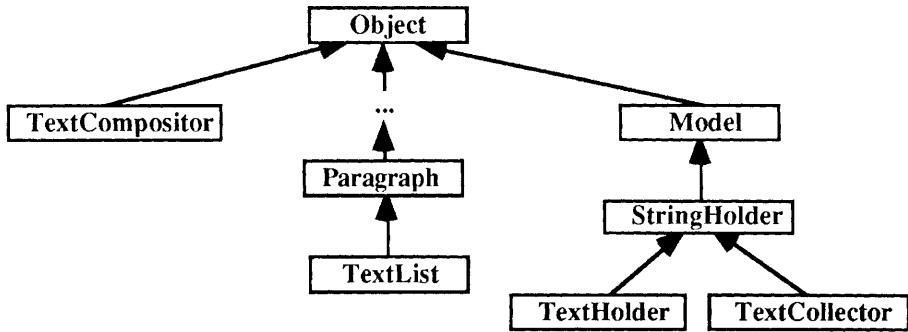 Object
...
TextCompositor
Model
Paragraph
StringHolder
TextList
TextHolder
TextCollector